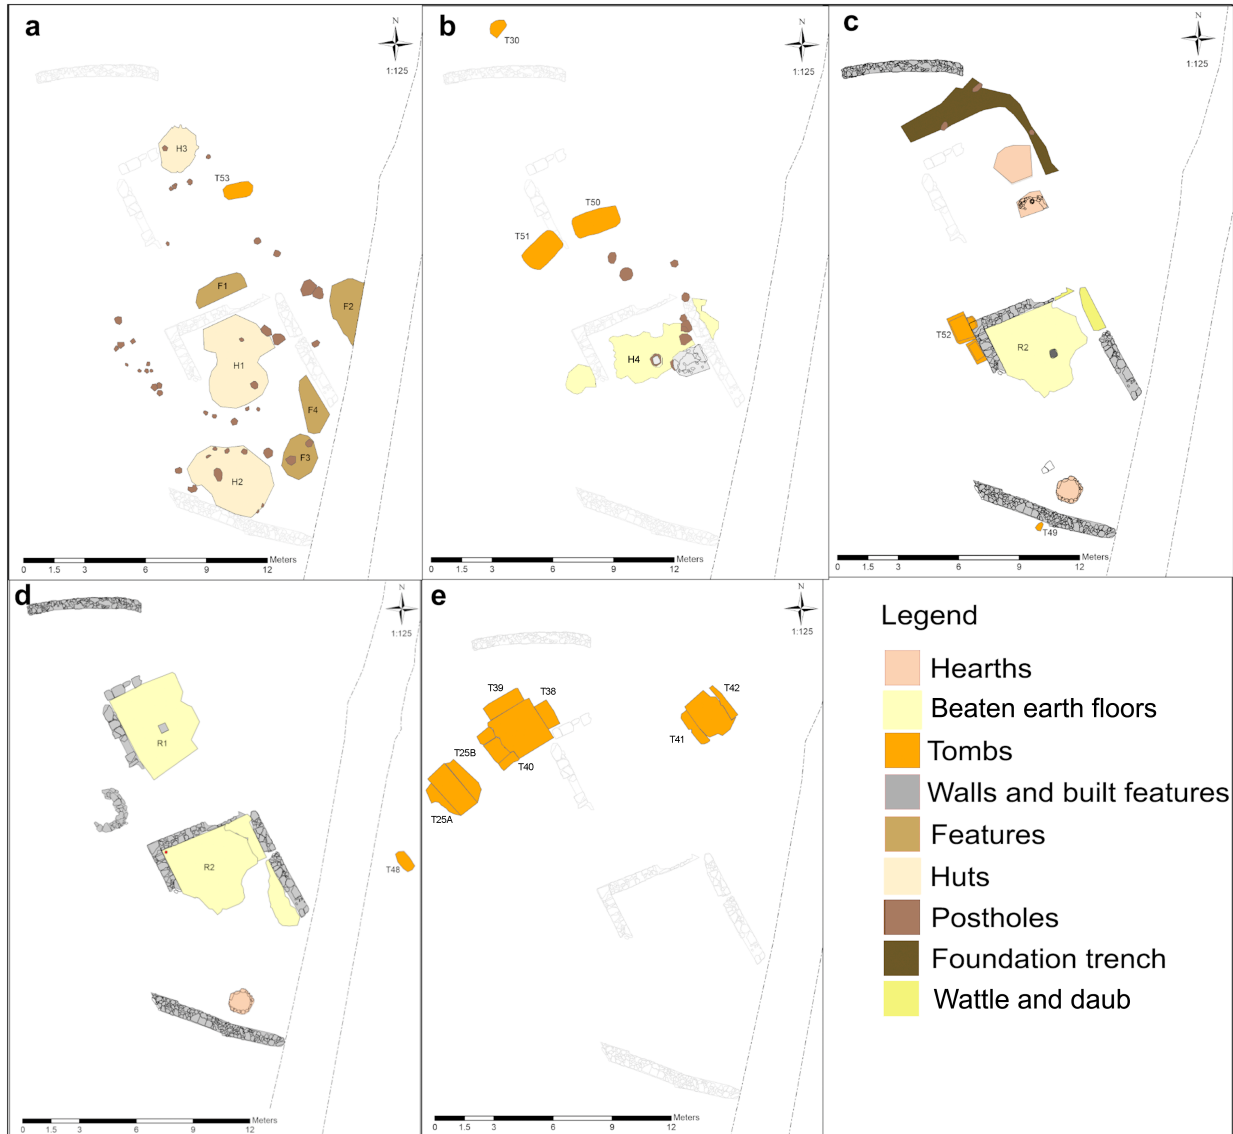 a
N
1:125
H3
T53
F1
F2
H1
F4
F3
H2
Meters
0 1.5 3 6 9 12
b
T30
N
1:125
T50
T51
H4
Meters
0 1.5 3 6 9 12
c
N
1:125
T52
R2
T49
Meters
0 1.5 3 6 9 12
d
N
1:125
R1
R2
T48
Meters
0 1.5 3 6 9 12
e
N
1:125
T39
T38
T42
T41
T25B
T40
T25A
Meters
0 1.5 3 6 9 12
Legend
Hearths
Beaten earth floors
Tombs
Walls and built features
Features
Huts
Postholes
Foundation trench
Wattle and daub